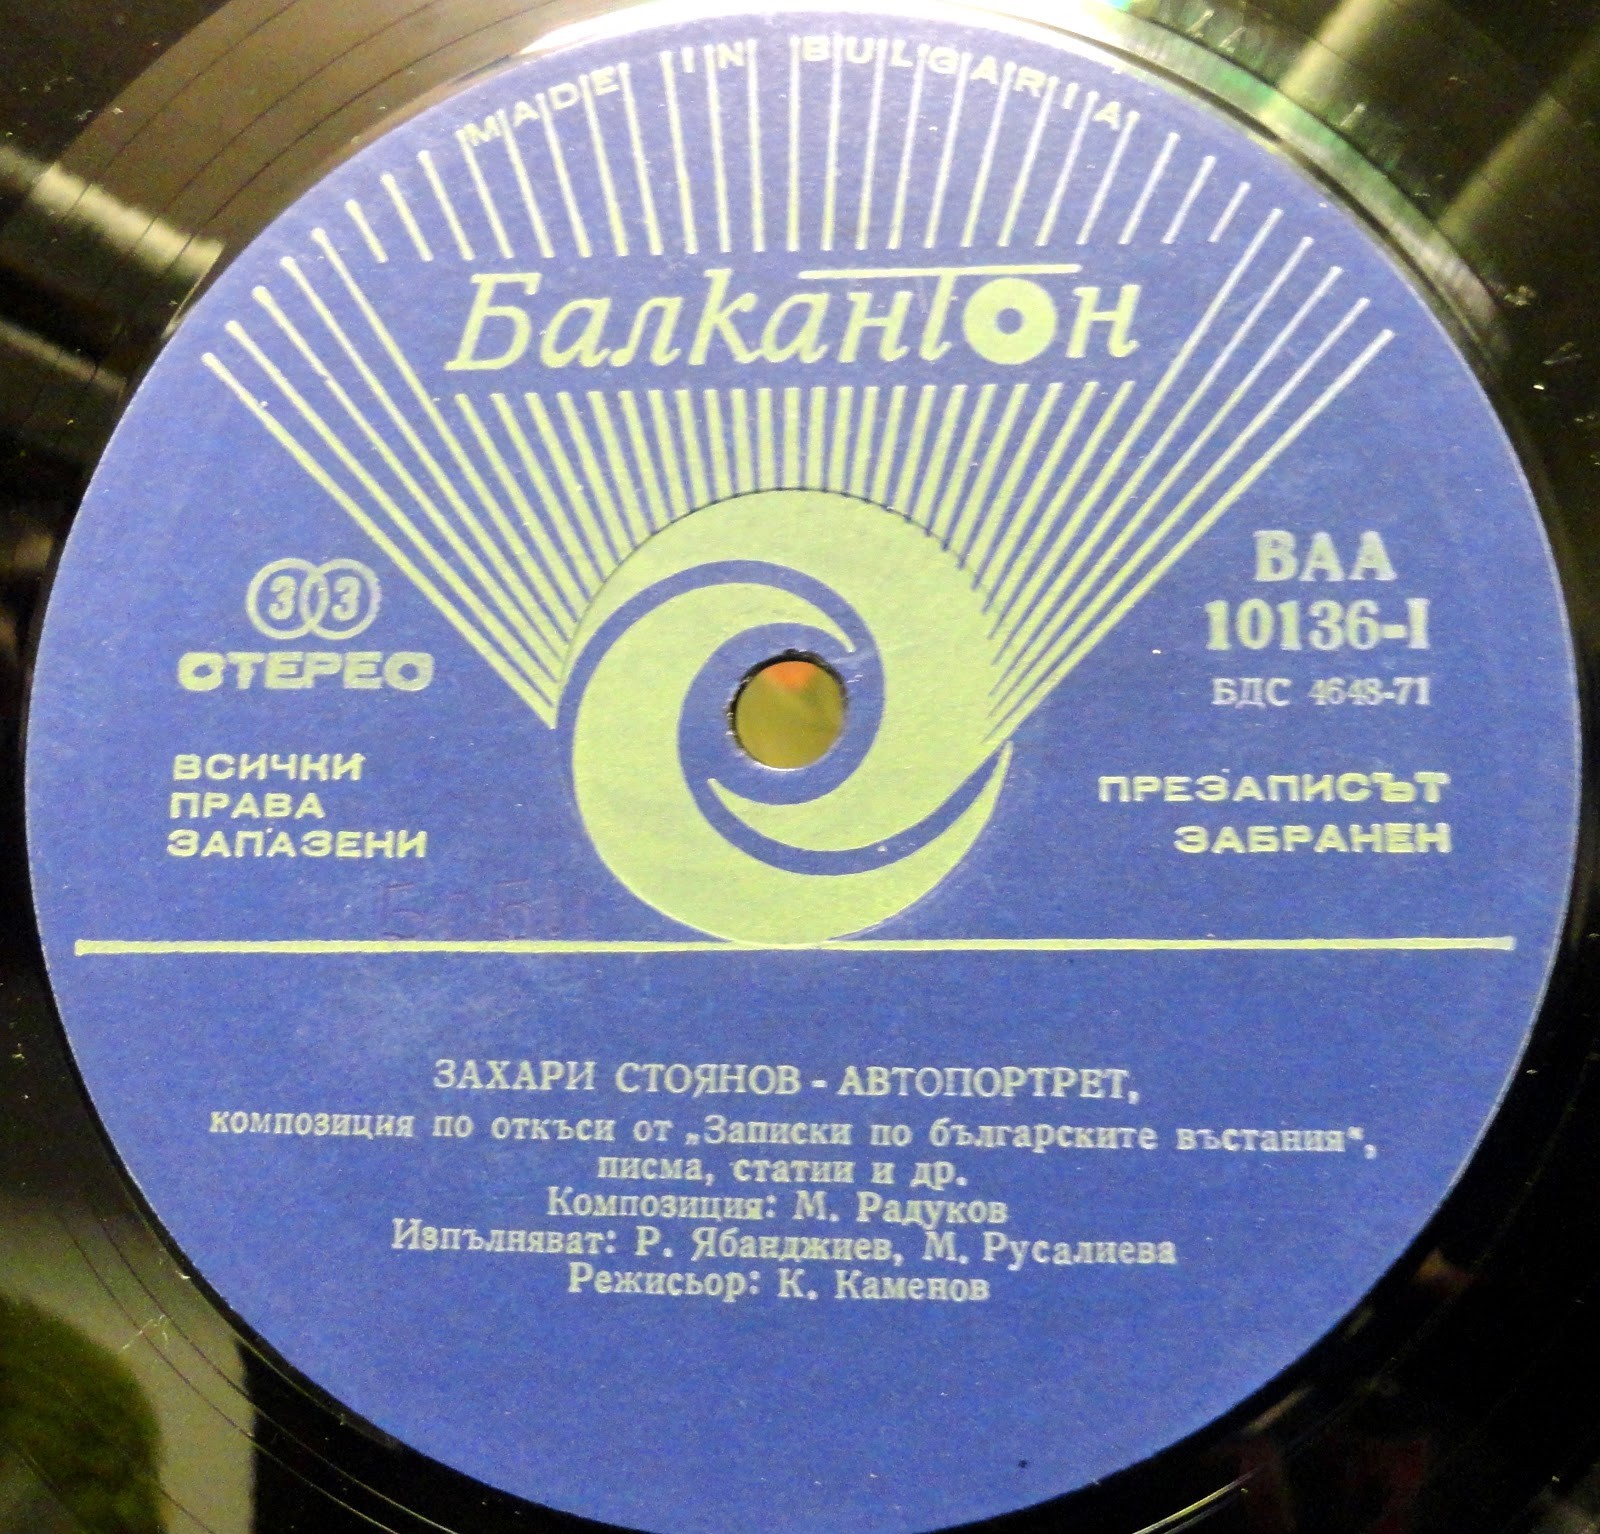 MADE IN BULGARIA
Балкантон
33
СТЕРЕО
ВСИЧКИ
ПРАВА
ЗАПАЗЕНИ
ВАА
10136-I
БДС 4648-71
ПРЕЗАПИСЪТ
ЗАБРАНЕН
ЗАХАРИ СТОЯНОВ - АВТОПОРТРЕТ,
композиция по откъси от „Записки по българските въстания“,
писма, статии и др.
Композиция: М. Радуков
Изпълняват: Р. Ябанджиев, М. Русалиева
Режисьор: К. Каменов